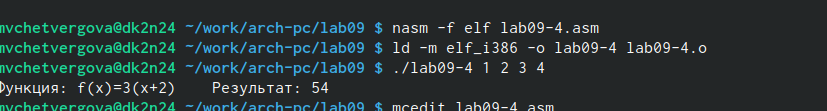 mvchetvergova@dk2n24 ~/work/arch-pc/lab09 $ nasm -f elf lab09-4.asm
mvchetvergova@dk2n24 ~/work/arch-pc/lab09 $ ld -m elf_i386 -o lab09-4 lab09-4.o
mvchetvergova@dk2n24 ~/work/arch-pc/lab09 $ ./lab09-4 1 2 3 4
Функция: f(x)=3(x+2)    Результат: 54
mvchetvergova@dk2n24 ~/work/arch-pc/lab09 $ mcedit lab09-4.asm